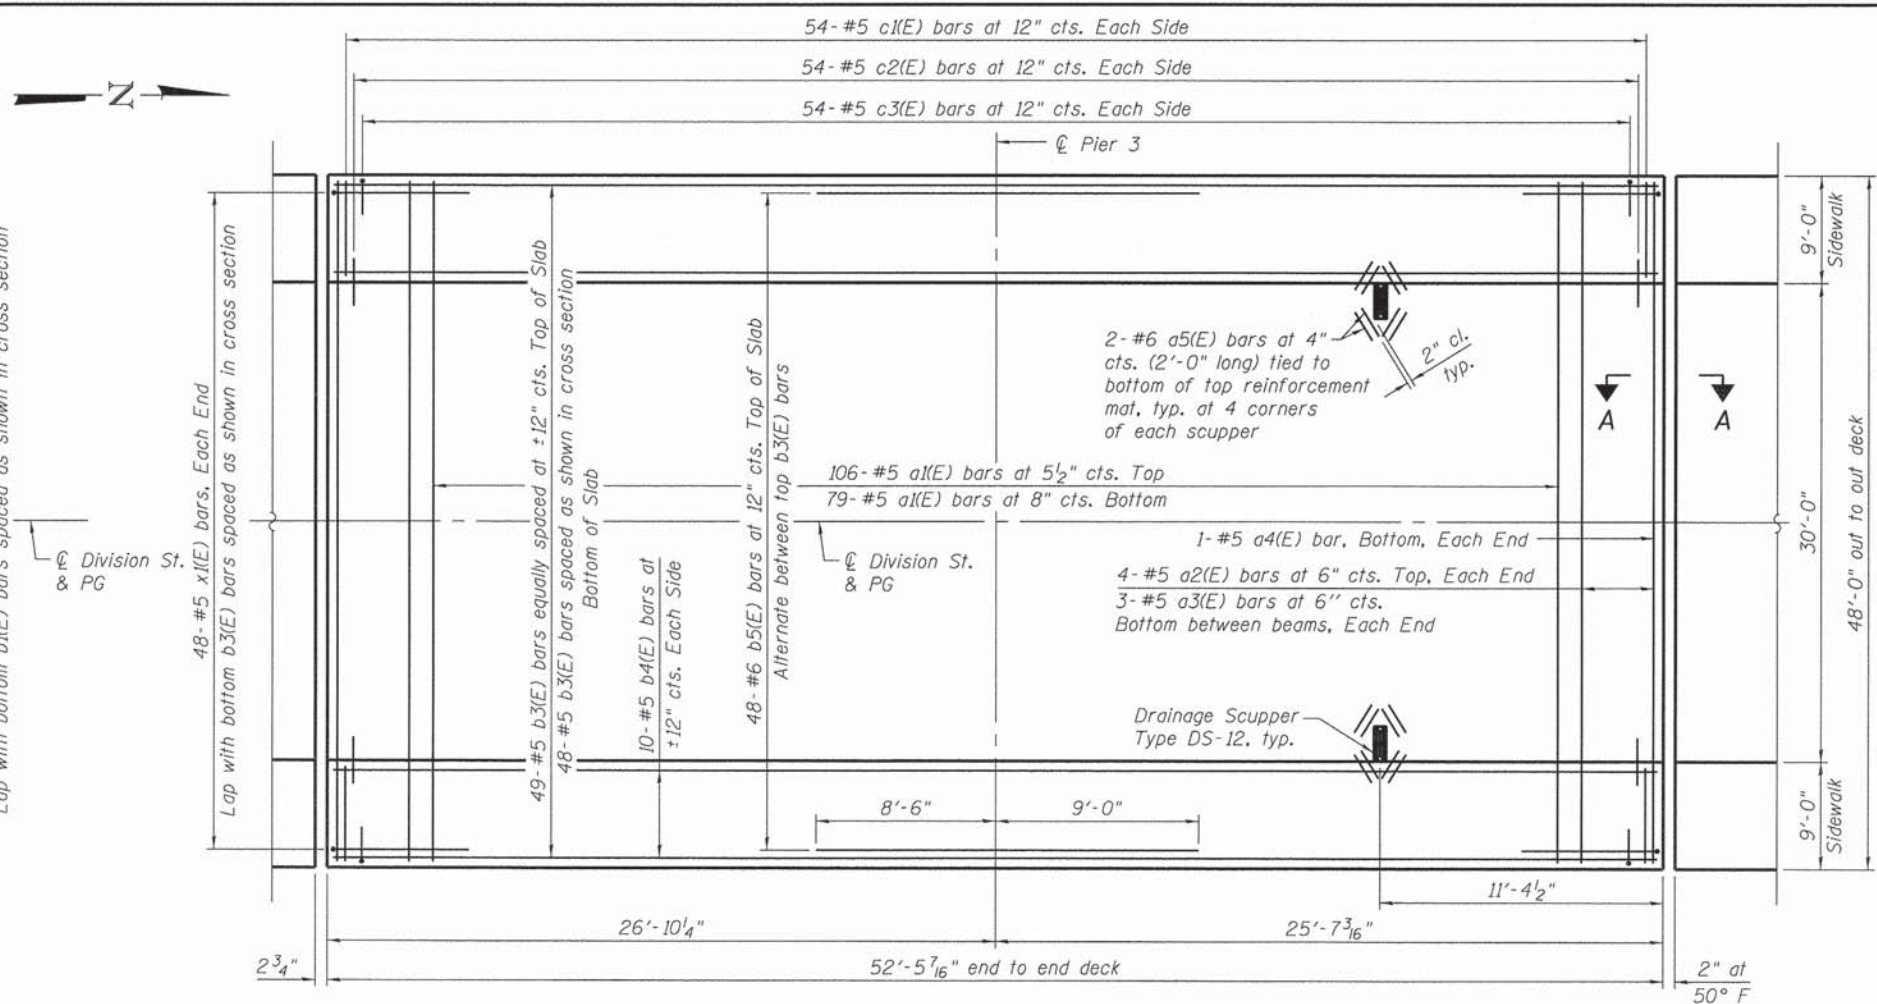 54-#5 c1(E) bars at 12" cts. Each Side
54-#5 c2(E) bars at 12" cts. Each Side
54-#5 c3(E) bars at 12" cts. Each Side
N
℄ Pier 3
Lap with bottom b1(E) bars spaced as shown in cross section
48-#5 x1(E) bars, Each End
Lap with bottom b3(E) bars spaced as shown in cross section
49-#5 b3(E) bars equally spaced at ±12" cts. Top of Slab
48-#5 b3(E) bars spaced as shown in cross section
Bottom of Slab
10-#5 b4(E) bars at
±12" cts. Each Side
48-#6 b5(E) bars at 12" cts. Top of Slab
Alternate between top b3(E) bars
2-#6 a5(E) bars at 4"
cts. (2'-0" long) tied to
bottom of top reinforcement
mat, typ. at 4 corners
of each scupper
2" cl.
typ.
A
A
9'-0"
Sidewalk
106-#5 a1(E) bars at 5½" cts. Top
79-#5 a1(E) bars at 8" cts. Bottom
℄ Division St.
& PG
℄ Division St.
& PG
1-#5 a4(E) bar, Bottom, Each End
4-#5 a2(E) bars at 6" cts. Top, Each End
3-#5 a3(E) bars at 6'' cts.
Bottom between beams, Each End
30'-0"
48'-0" out to out deck
Drainage Scupper
Type DS-12, typ.
8'-6"
9'-0"
9'-0"
Sidewalk
11'-4½"
26'-10¼"
25'-7 3/16"
2¾"
52'-5 7/16" end to end deck
2" at
50° F